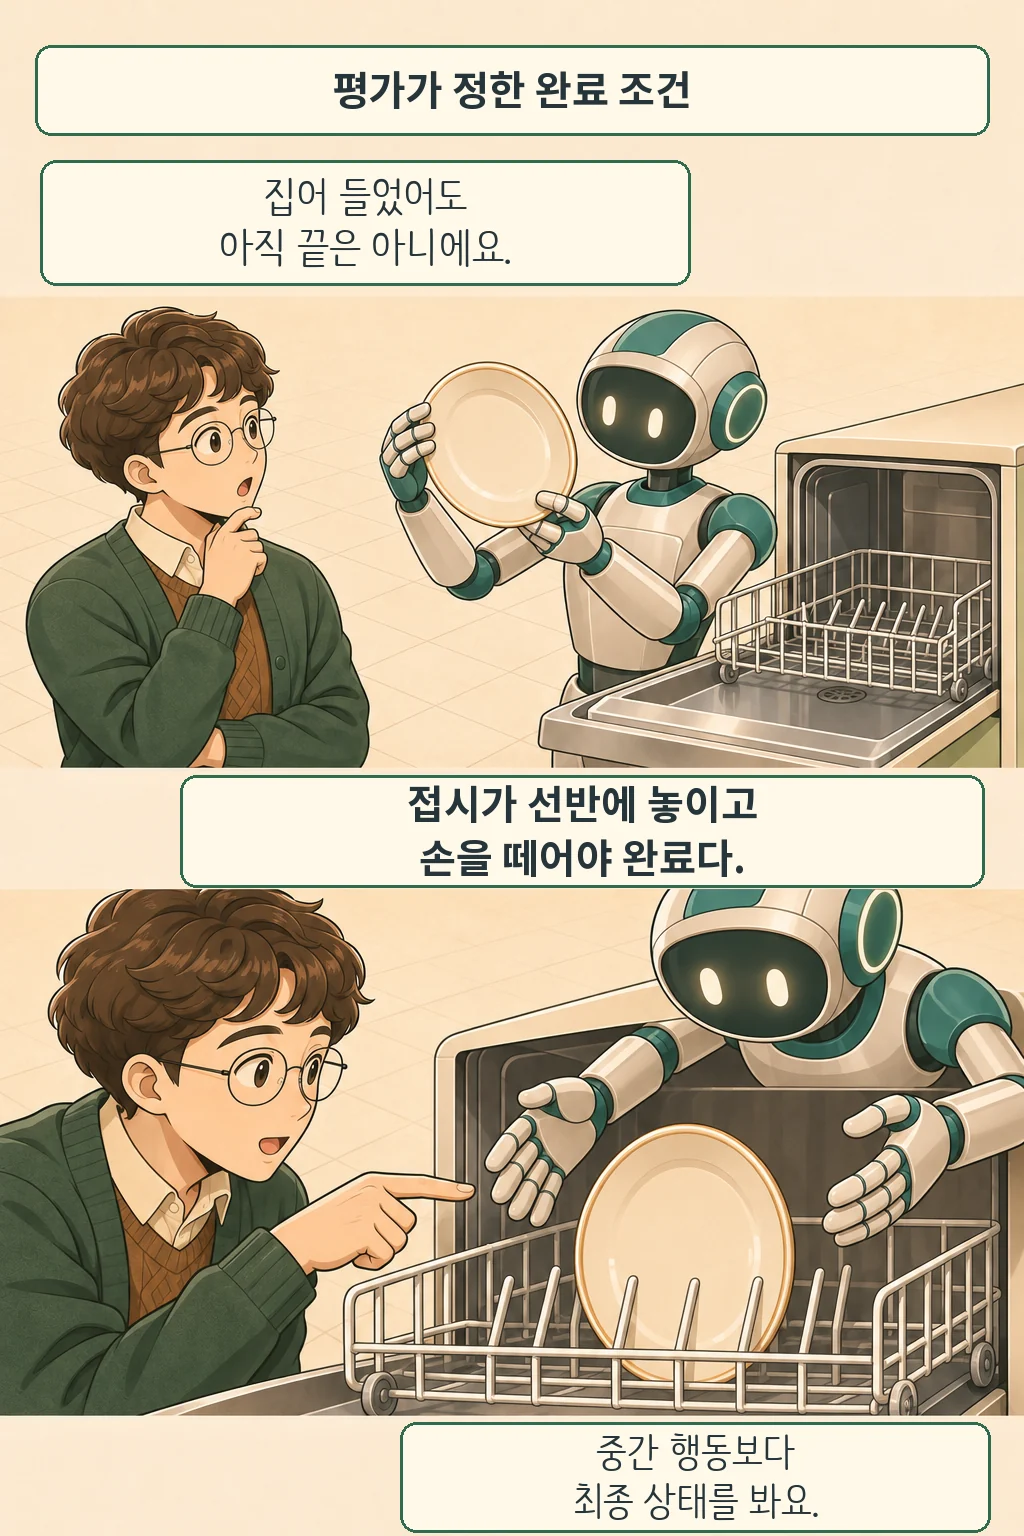 평가가 정한 완료 조건
집어 들었어도
아직 끝은 아니에요.
접시가 선반에 놓이고
손을 떼어야 완료다.
중간 행동보다
최종 상태를 봐요.